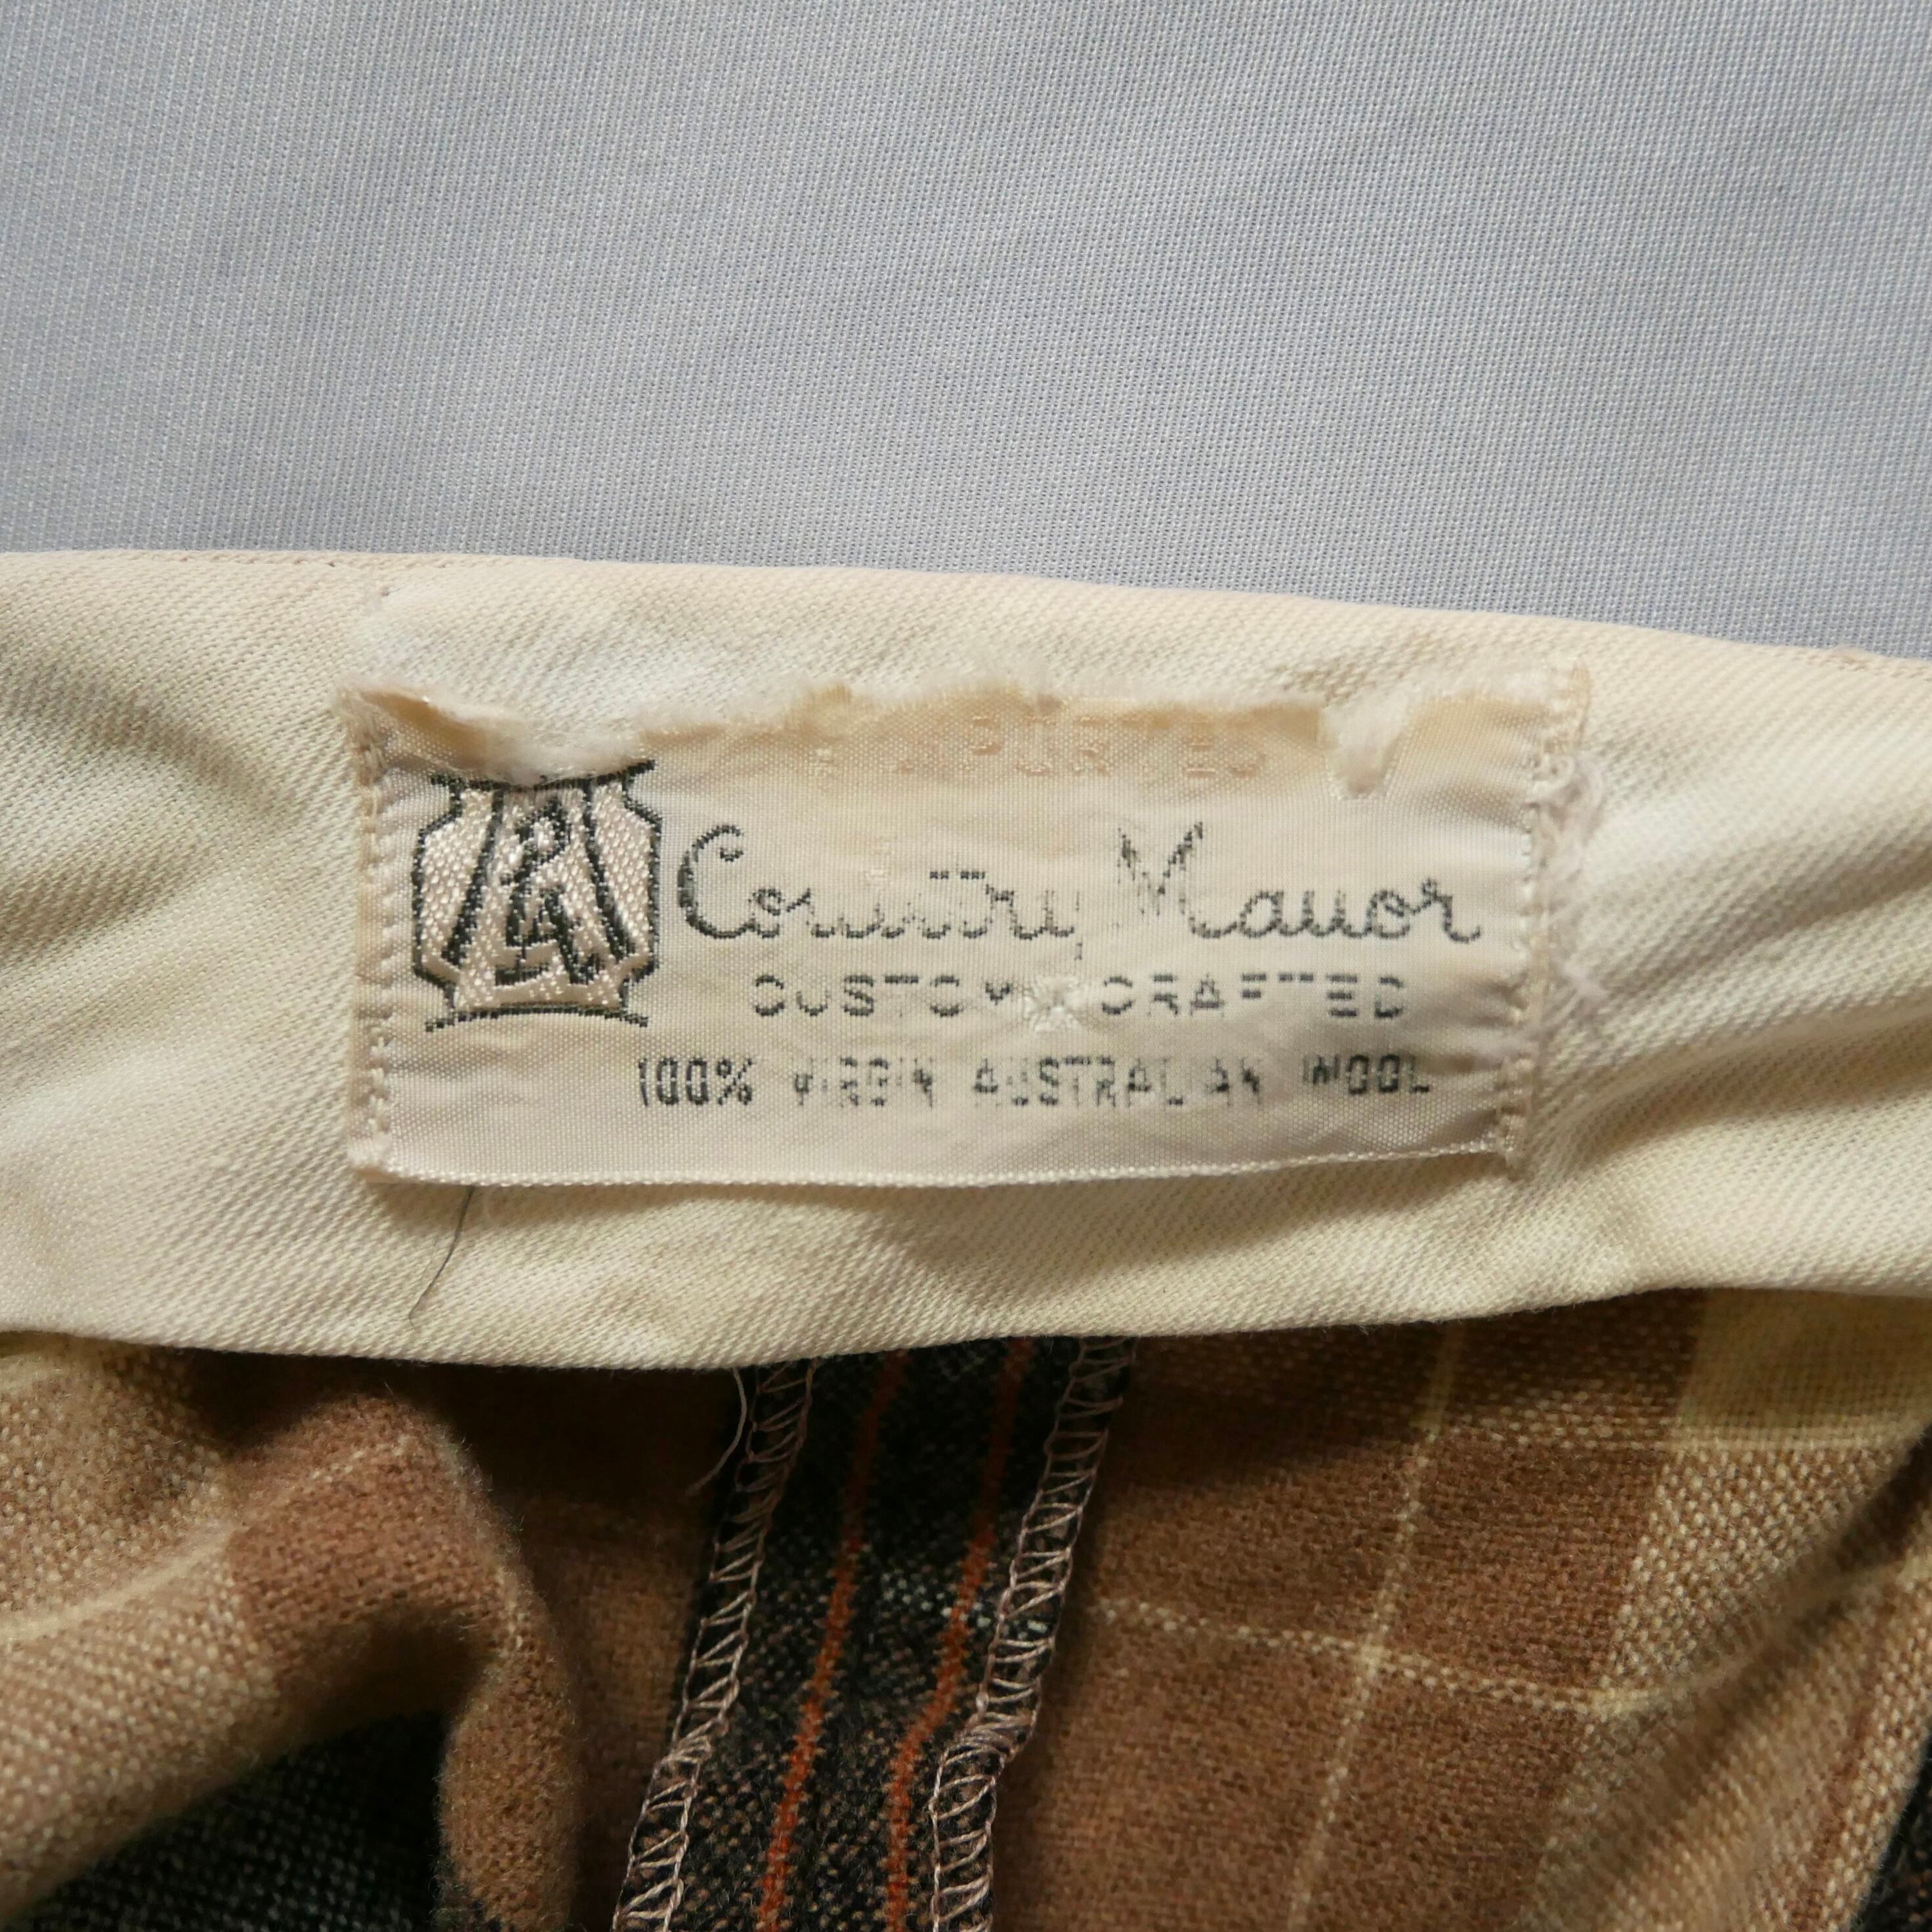 Country Manor
CUSTOM CRAFTED
100% VIRGIN AUSTRALIAN WOOL